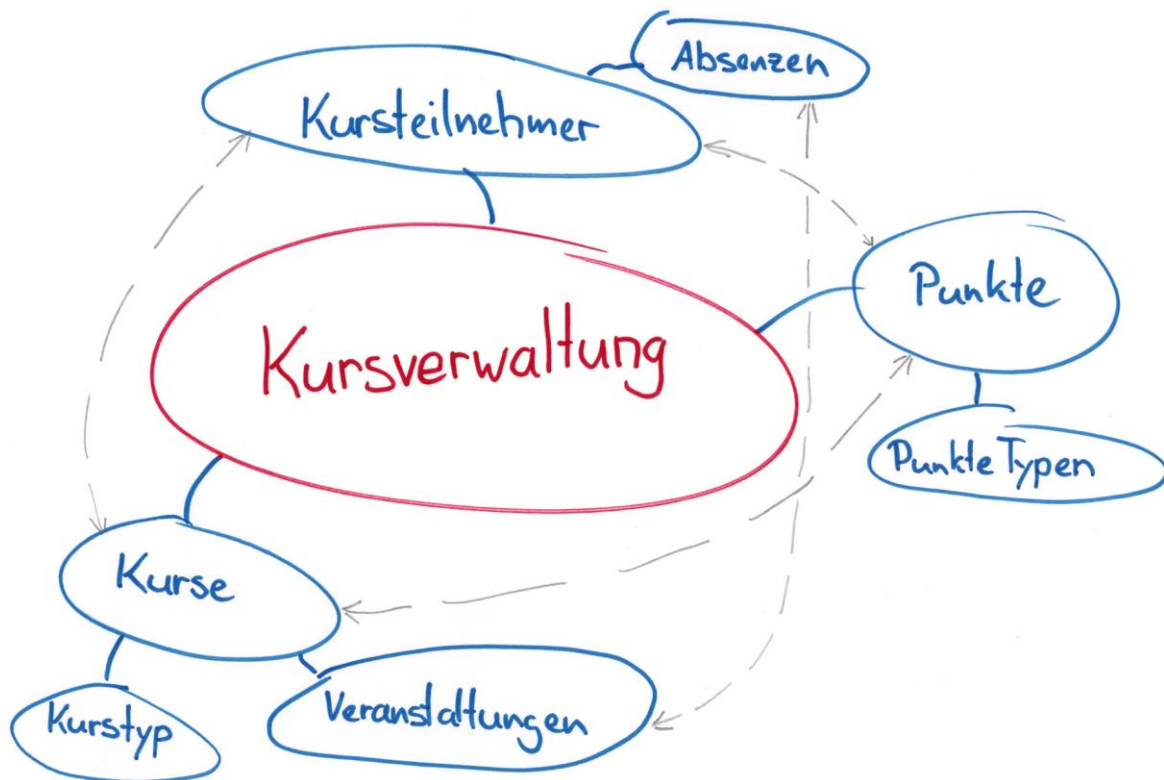 Absenzen
Kursteilnehmer
Punkte
Kursverwaltung
PunkteTypen
Kurse
Veranstaltungen
Kurstyp